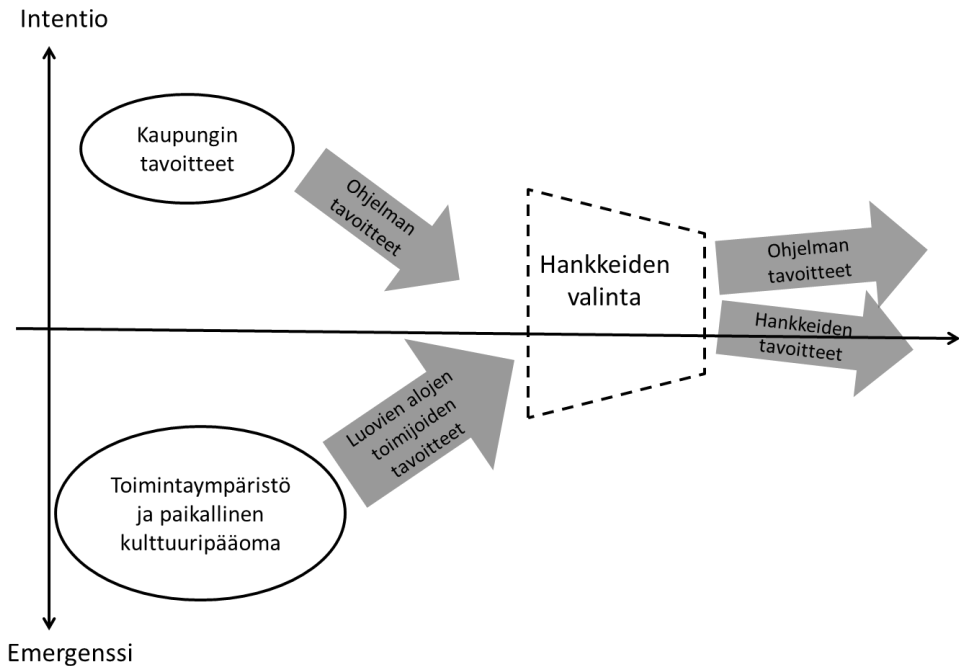 Intentio
Kaupungin
tavoitteet
Ohjelman
tavoitteet
Hankkeiden
valinta
Ohjelman
tavoitteet
Hankkeiden
tavoitteet
Luovien alojen
toimijoiden
tavoitteet
Toimintaympäristö
ja paikallinen
kulttuuripääoma
Emergenssi